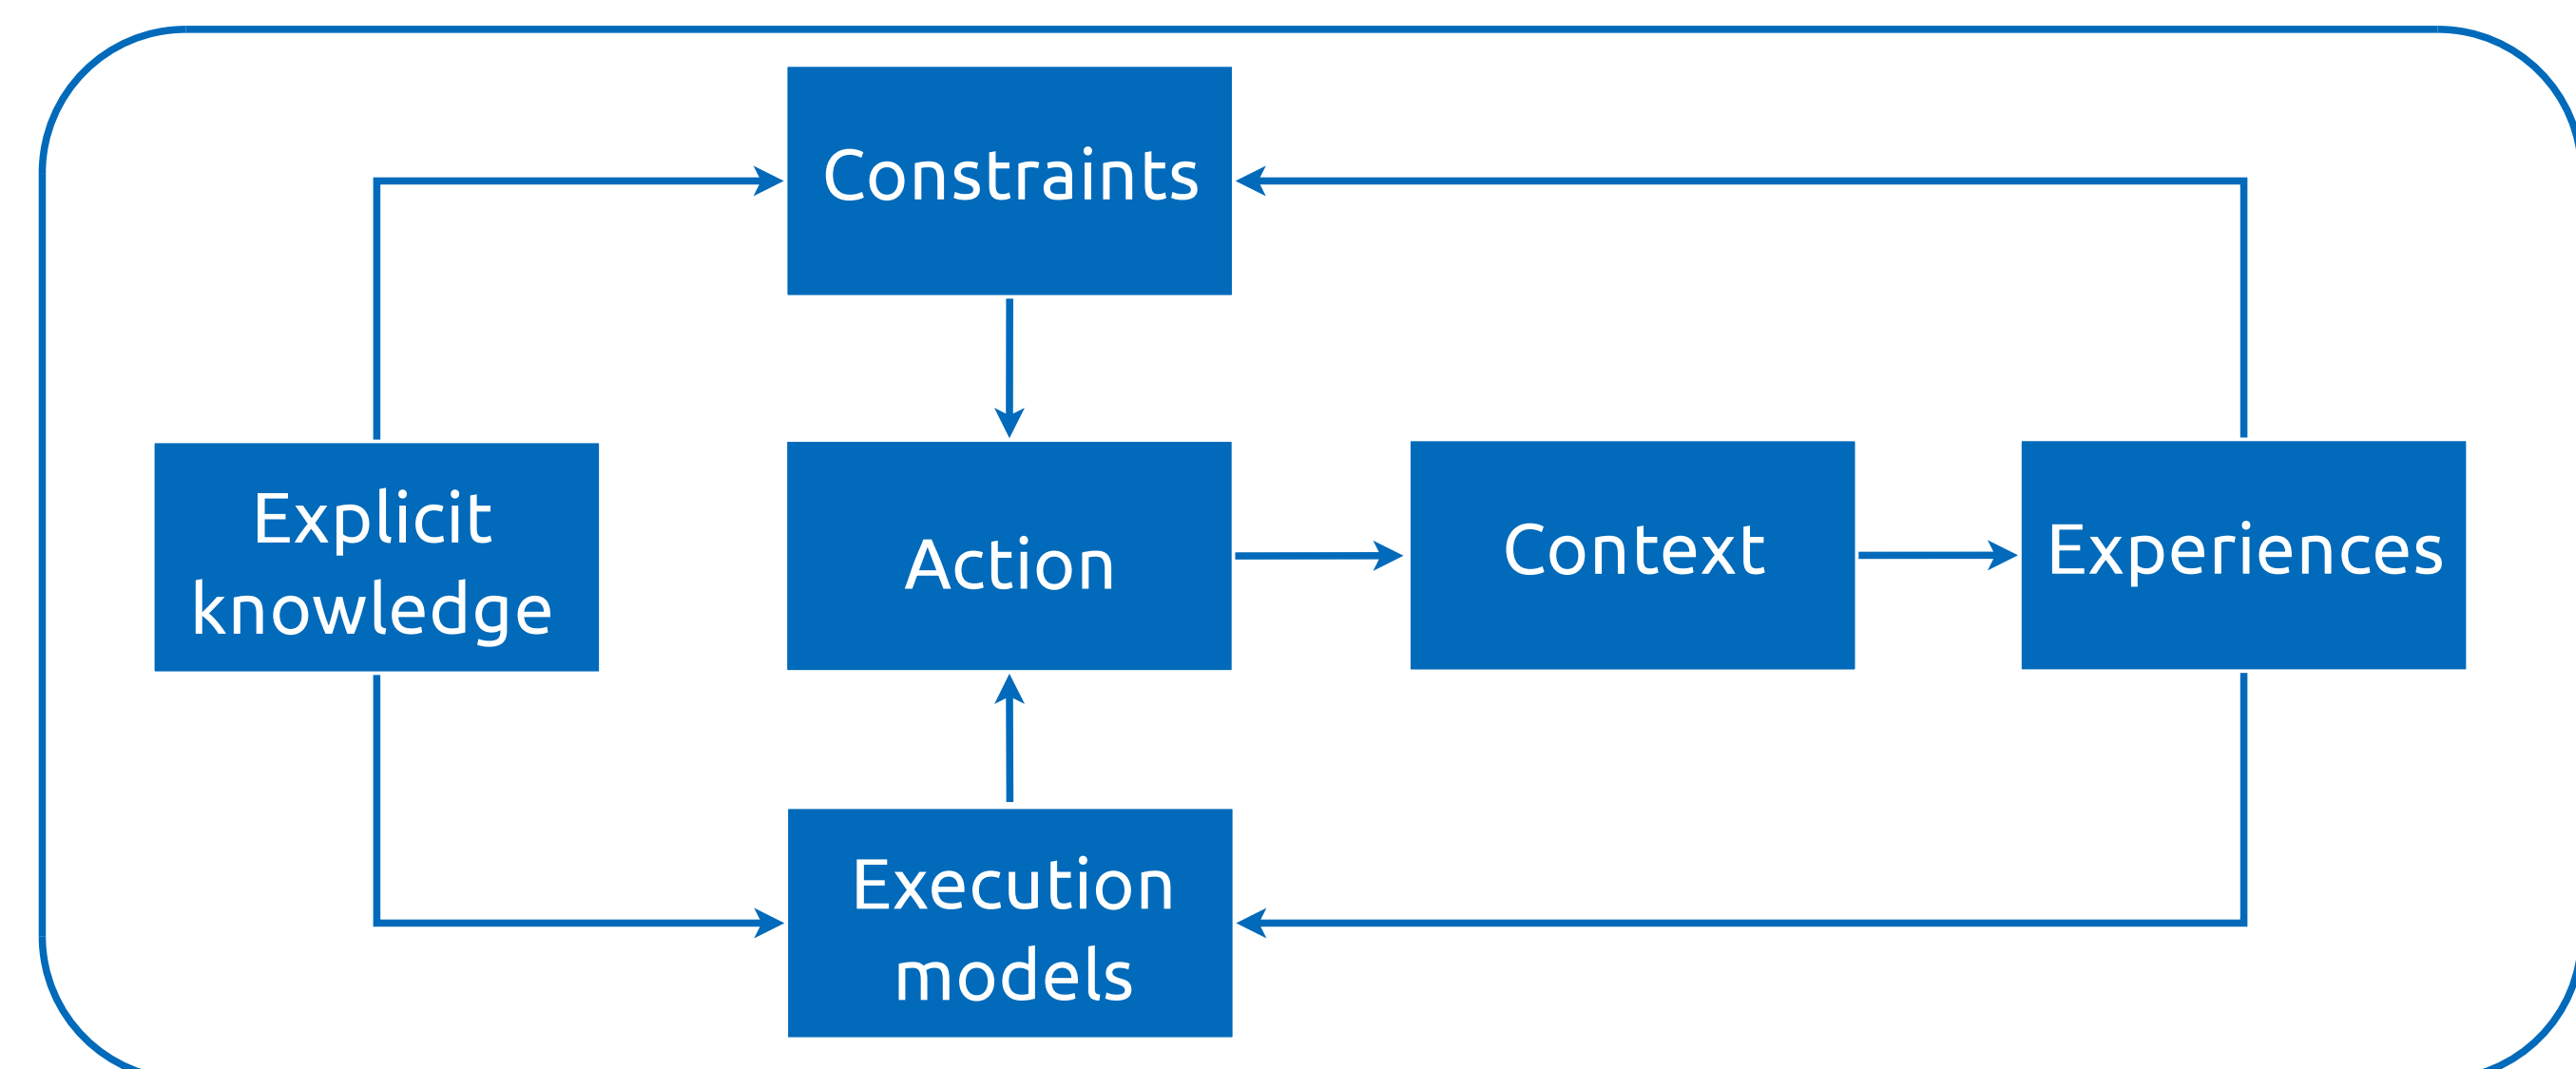 Constraints
Explicit
knowledge
Action
Context
Experiences
Execution
models